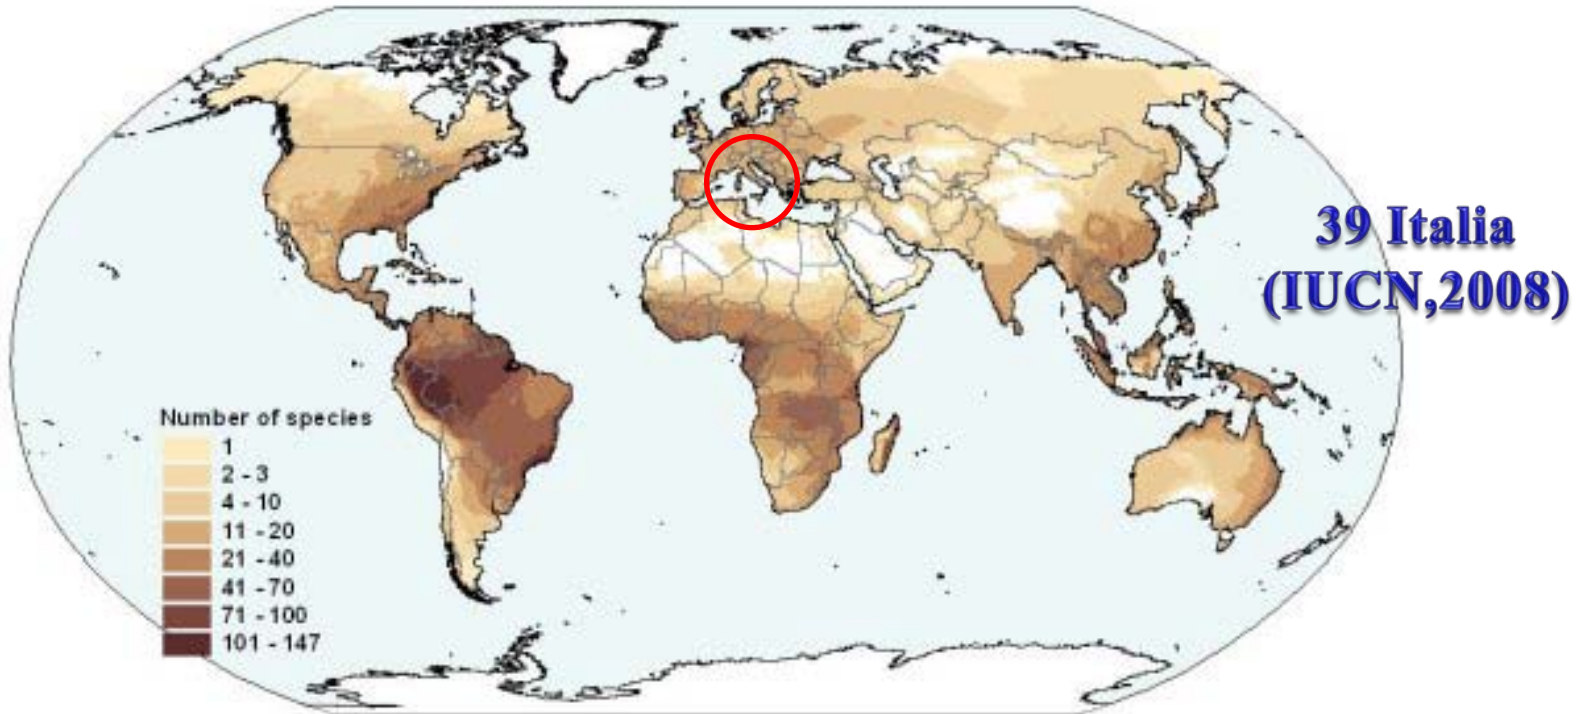 39 Italia
(IUCN,2008)
Number of species
1
2 - 3
4 - 10
11 - 20
21 - 40
41 - 70
71 - 100
101 - 147